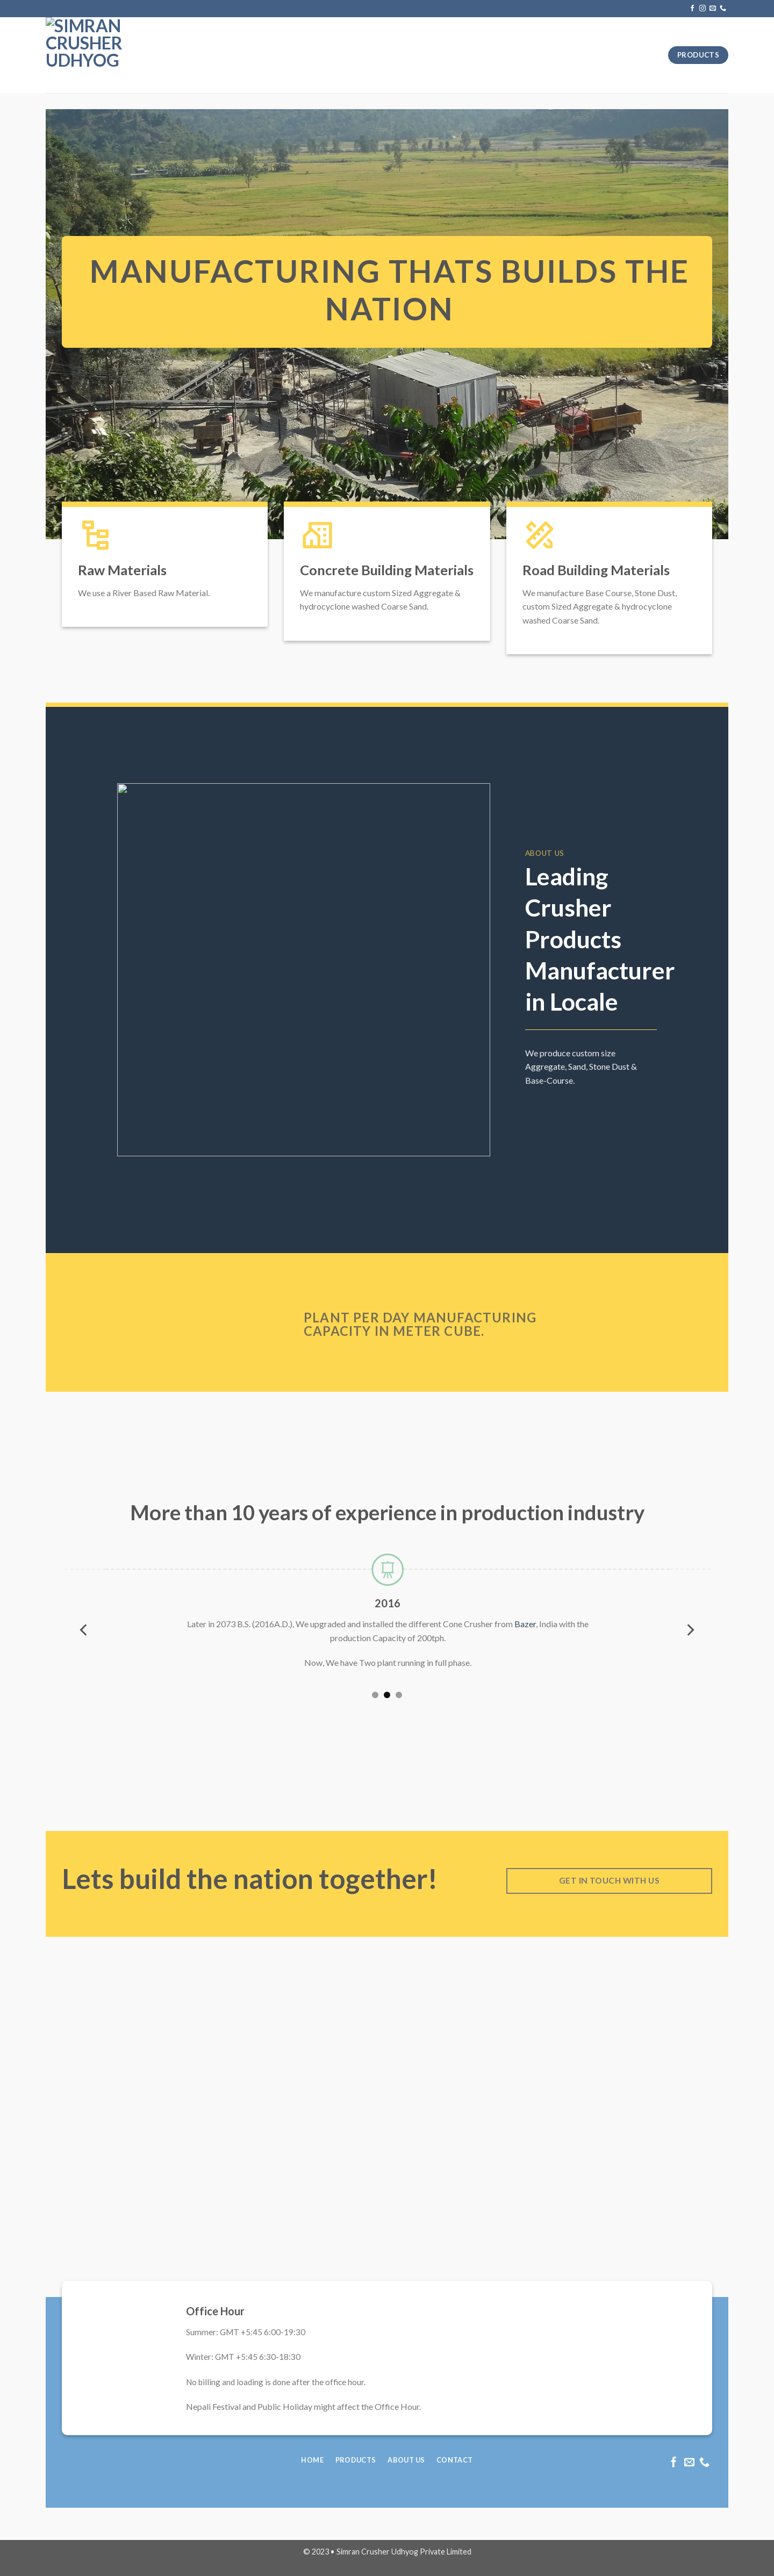 SIMRAN
CRUSHER
UDHYOG
PRODUCTS
MANUFACTURING THATS BUILDS THE
NATION
Raw Materials
We use a River Based Raw Material.
Concrete Building Materials
We manufacture custom Sized Aggregate &
hydrocyclone washed Coarse Sand.
Road Building Materials
We manufacture Base Course, Stone Dust,
custom Sized Aggregate & hydrocyclone
washed Coarse Sand.
ABOUT US
Leading
Crusher
Products
Manufacturer
in Locale
We produce custom size
Aggregate, Sand, Stone Dust &
Base-Course.
PLANT PER DAY MANUFACTURING
CAPACITY IN METER CUBE.
More than 10 years of experience in production industry
2016
Later in 2073 B.S. (2016A.D.), We upgraded and installed the different Cone Crusher from Bazer, India with the
production Capacity of 200tph.
Now, We have Two plant running in full phase.
Lets build the nation together!
GET IN TOUCH WITH US
Office Hour
Summer: GMT +5:45 6:00-19:30
Winter: GMT +5:45 6:30-18:30
No billing and loading is done after the office hour.
Nepali Festival and Public Holiday might affect the Office Hour.
HOME PRODUCTS ABOUT US CONTACT
© 2023 • Simran Crusher Udhyog Private Limited